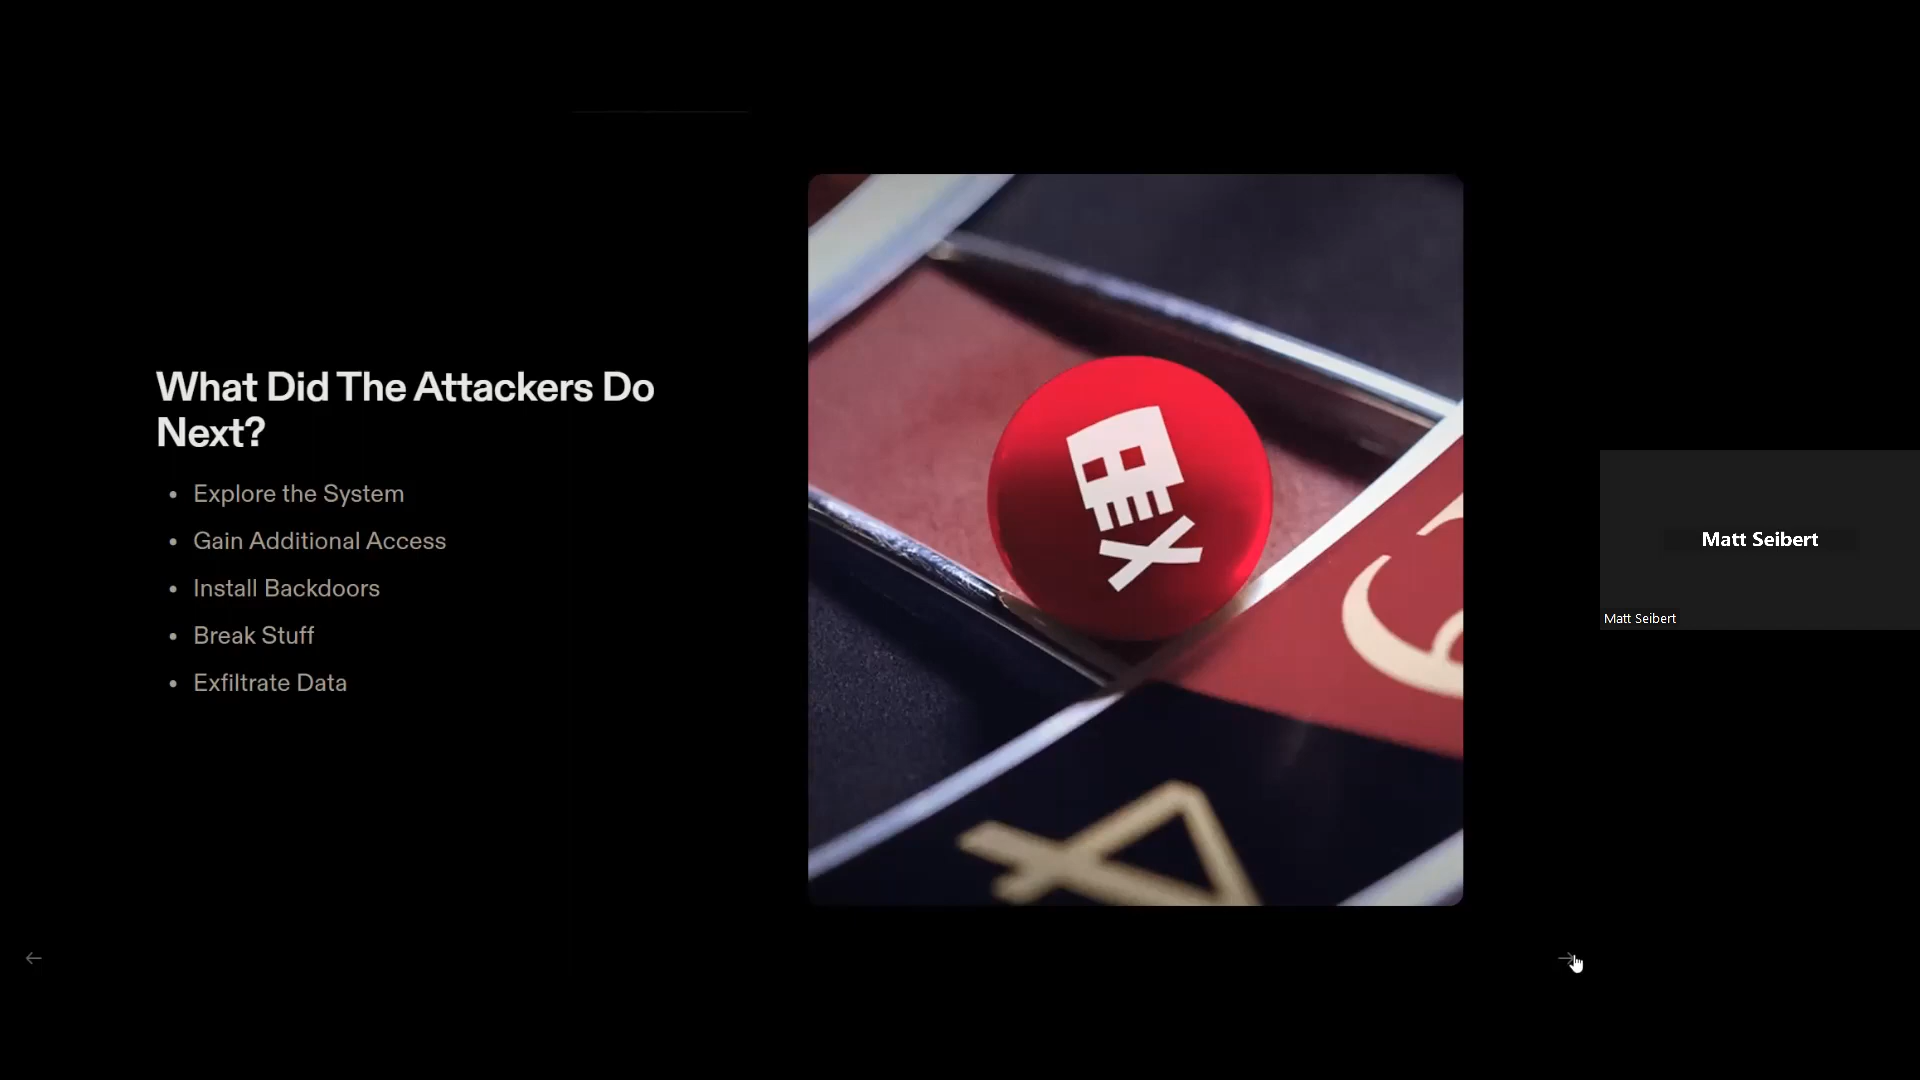 What Did The Attackers Do
Next?
• Explore the System
• Gain Additional Access
• Install Backdoors
• Break Stuff
• Exfiltrate Data
4
Matt Seibert
Matt Seibert